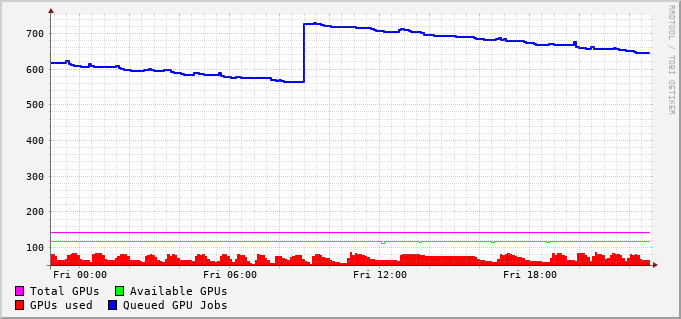 700
600
500
400
300
200
100
Fri 00:00 Fri 06:00 Fri 12:00 Fri 18:00
Total GPUs Available GPUs
GPUs used Queued GPU Jobs
RRDTOOL / TOBI OETIKER